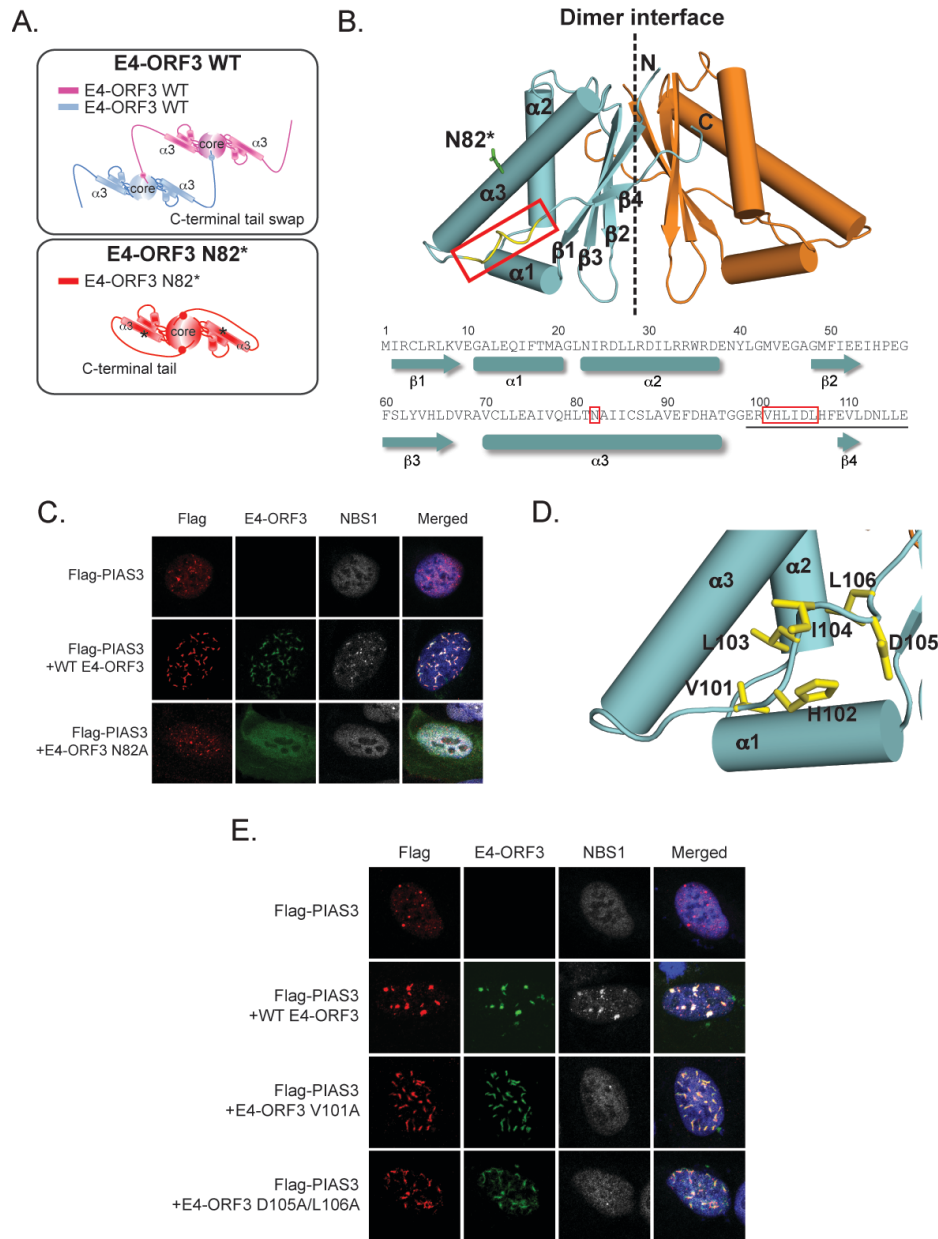 A.
E4-ORF3 WT
E4-ORF3 WT
E4-ORF3 WT
α3
core
α3
α3
core
α3
C-terminal tail swap
E4-ORF3 N82*
E4-ORF3 N82*
α3
*
core
*
α3
C-terminal tail
B.
Dimer interface
N
α2
C
N82*
α3
β4
β1
β2
β3
α1
1 10 20 30 40 50
MIRCLRLKVEGALEQIFTMAGLNIRDLLRDILRRWRDENYLGMVEGAGMFIEEIHPEG
β1 α1 α2 β2
60 70 80 90 100 110
FSLYVHLDVRAVCLLEAIVQHLTNAIICSLAVEFDHATGGERVHLIDLHFEVLDNLLE
β3 α3 β4
C.
Flag E4-ORF3 NBS1 Merged
Flag-PIAS3
Flag-PIAS3
+WT E4-ORF3
Flag-PIAS3
+E4-ORF3 N82A
D.
α3
α2
L106
L103
I104
D105
V101
H102
α1
E.
Flag E4-ORF3 NBS1 Merged
Flag-PIAS3
Flag-PIAS3
+WT E4-ORF3
Flag-PIAS3
+E4-ORF3 V101A
Flag-PIAS3
+E4-ORF3 D105A/L106A